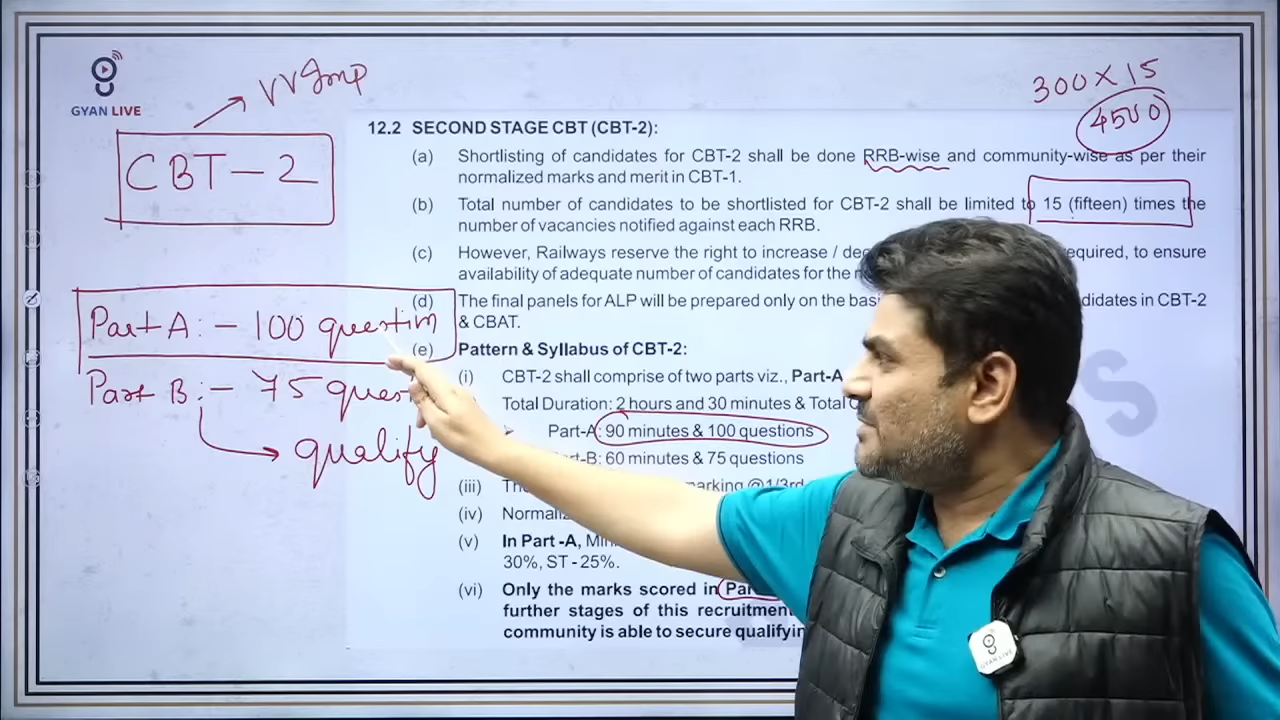 GYAN LIVE
VV Imp
CBT-2
300 X 15
4500
12.2 SECOND STAGE CBT (CBT-2):
(a) Shortlisting of candidates for CBT-2 shall be done RRB-wise and community-wise as per their
normalized marks and merit in CBT-1.
(b) Total number of candidates to be shortlisted for CBT-2 shall be limited to 15 (fifteen) times the
number of vacancies notified against each RRB.
(c) However, Railways reserve the right to increase / required, to ensure
availability of adequate number of candidates for the
(d) The final panels for ALP will be prepared only on the candidates in CBT-2
& CBAT.
(e) Pattern & Syllabus of CBT-2:
(i) CBT-2 shall comprise of two parts viz., Part-A
Total Duration: 2 hours and 30 minutes & Total
Part-A: 90 minutes & 100 questions
Part-B: 60 minutes & 75 questions
(iii) marking @1/3rd
(iv)
(v) In Part -A,
30%, ST - 25%.
(vi) Only the marks scored in
further stages of this recruitment
community is able to secure
Part A:- 100 question
Part B:- 75
qualify
GYAN LIVE